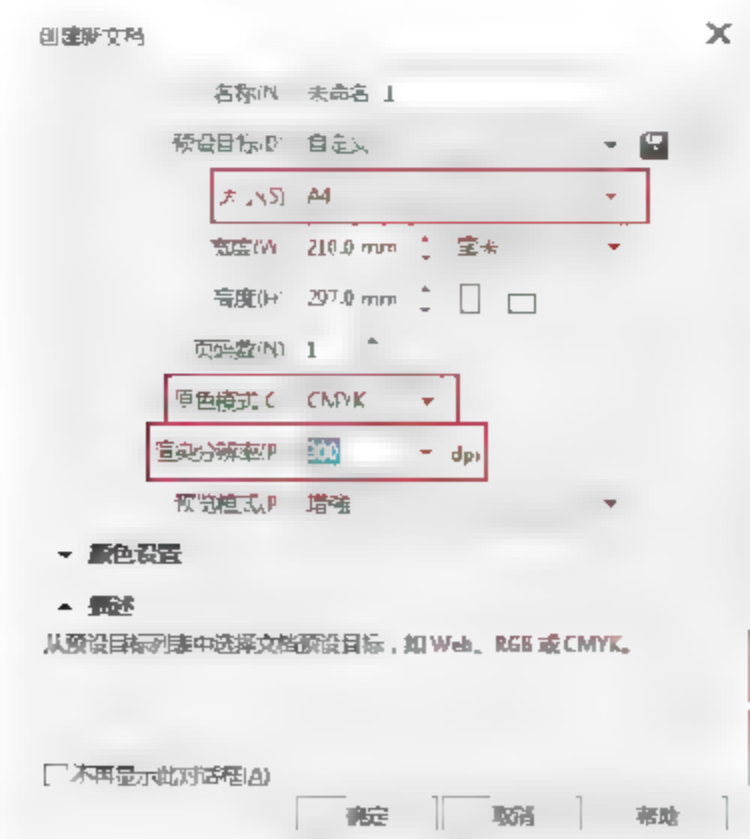 创建新文档
名称(N 未命名 1
预设目标(D 自定义
大小(S) A4
宽度(W 210.0 mm 毫米
高度(H 297.0 mm
页码数(N) 1
原色模式 C CMYK
渲染分辨率(R 300 dpi
预览模式(P 增强
颜色设置
描述
从预设目标列表中选择文档预设目标，如 Web、RGB 或 CMYK。
不再显示此对话框(A)
确定 取消 帮助